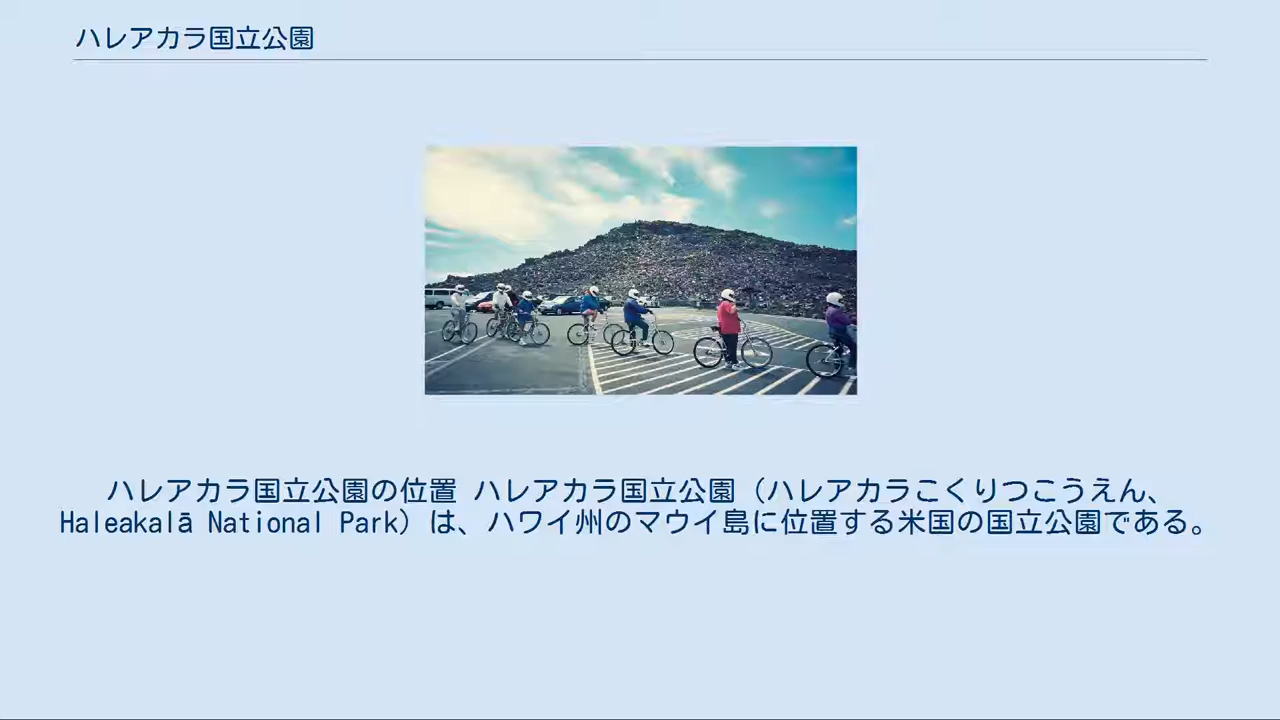 ハレアカラ国立公園
ハレアカラ国立公園の位置 ハレアカラ国立公園（ハレアカラこくりつこうえん、
Haleakalā National Park）は、ハワイ州のマウイ島に位置する米国の国立公園である。